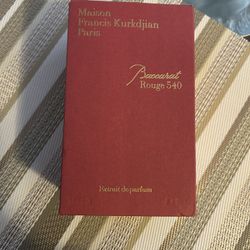 Maison
Francis Kurkdjian
Paris
Baccarat
Rouge 540
Extrait de parfum